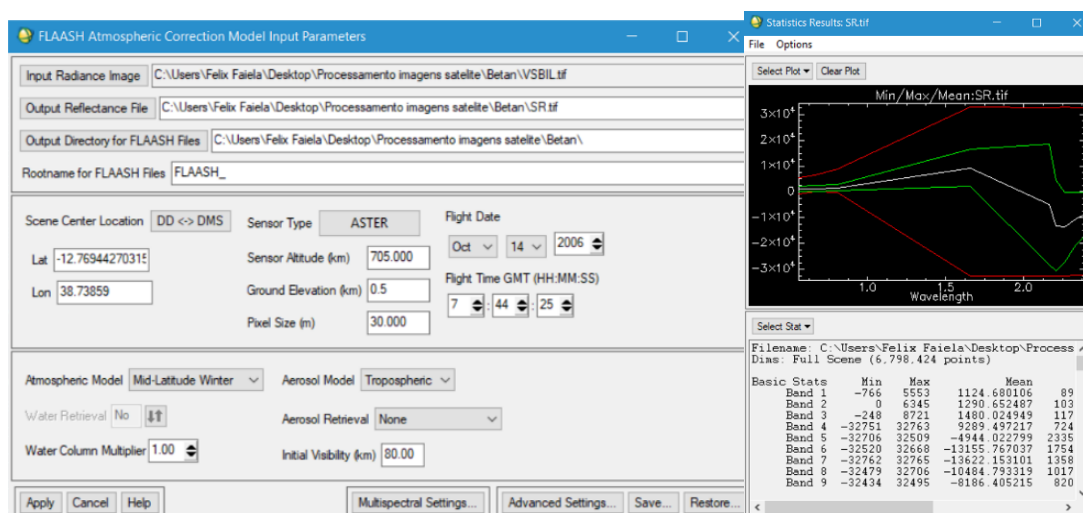 FLAASH Atmospheric Correction Model Input Parameters
Input Radiance Image C:\Users\Felix Faiela\Desktop\Processamento imagens satelite\Betan\VSBIL.tif
Output Reflectance File C:\Users\Felix Faiela\Desktop\Processamento imagens satelite\Betan\SR.tif
Output Directory for FLAASH Files C:\Users\Felix Faiela\Desktop\Processamento imagens satelite\Betan\
Rootname for FLAASH Files FLAASH_
Scene Center Location DD <-> DMS
Lat -12.76944270315
Lon 38.73859
Sensor Type ASTER
Sensor Altitude (km) 705.000
Ground Elevation (km) 0.5
Pixel Size (m) 30.000
Flight Date
Oct 14 2006
Flight Time GMT (HH:MM:SS)
7 : 44 : 25
Atmospheric Model Mid-Latitude Winter
Water Retrieval No
Water Column Multiplier 1.00
Aerosol Model Tropospheric
Aerosol Retrieval None
Initial Visibility (km) 80.00
Apply Cancel Help Multispectral Settings... Advanced Settings... Save... Restore...
Statistics Results: SR.tif
File Options
Select Plot Clear Plot
Min/Max/Mean:SR.tif
3×10⁴
2×10⁴
1×10⁴
0
-1×10⁴
-2×10⁴
-3×10⁴
1.0 1.5 2.0
Wavelength
Select Stat
Filename: C:\Users\Felix Faiela\Desktop\Process
Dims: Full Scene (6,798,424 points)
Basic Stats Min Max Mean
Band 1 -766 5553 1124.680106 89
Band 2 0 6345 1290.652487 103
Band 3 -248 8721 1480.024949 117
Band 4 -32751 32763 9289.497217 724
Band 5 -32706 32509 -4944.022799 2335
Band 6 -32520 32668 -13155.767037 1754
Band 7 -32762 32765 -13622.153101 1358
Band 8 -32479 32706 -10484.793319 1017
Band 9 -32434 32495 -8186.405215 820